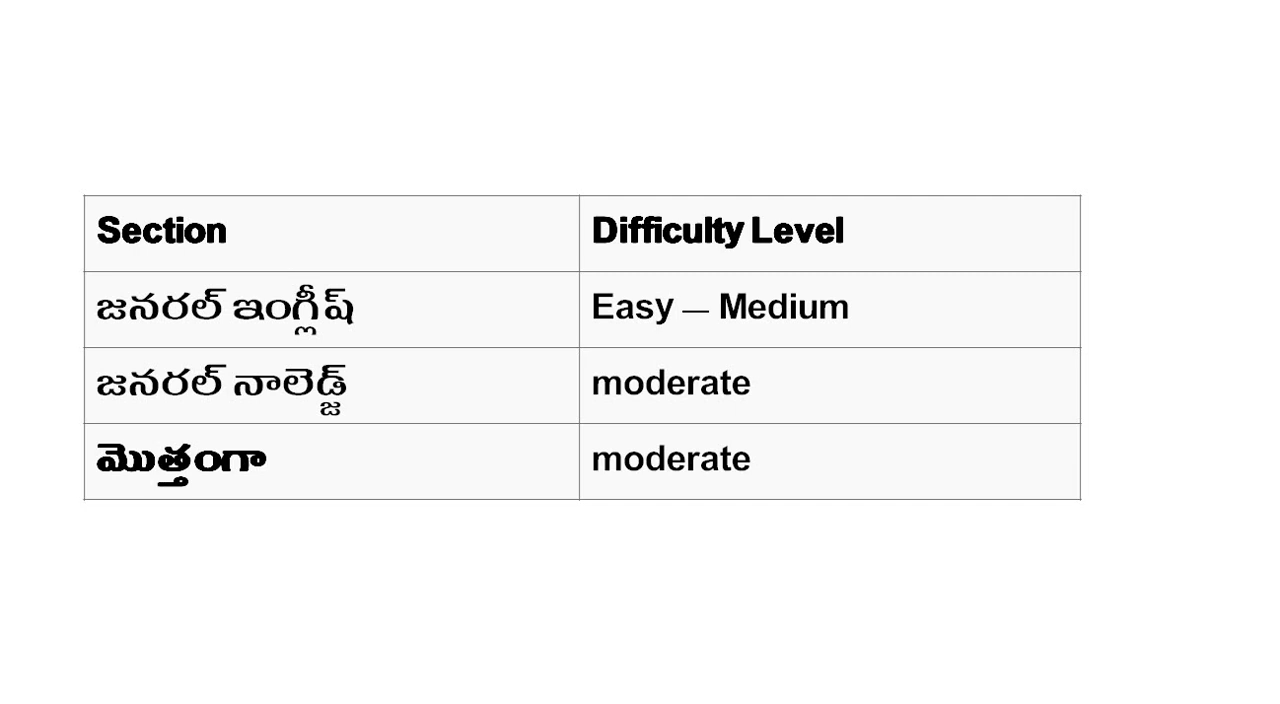 Section Difficulty Level
జనరల్ ఇంగ్లీష్ Easy – Medium
జనరల్ నాలెడ్జ్ moderate
మొత్తంగా moderate